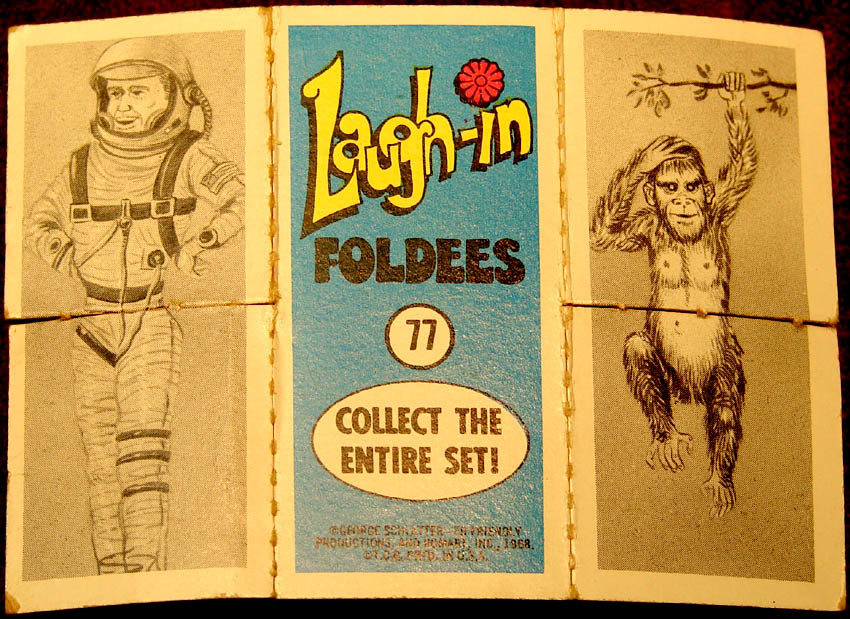 Laugh-in
FOLDEES
77
COLLECT THE
ENTIRE SET!
©GEORGE SCHLATTER–ED FRIENDLY
PRODUCTIONS, AND ROMART, INC., 1968.
©T.C.G. PRTD. IN U.S.A.